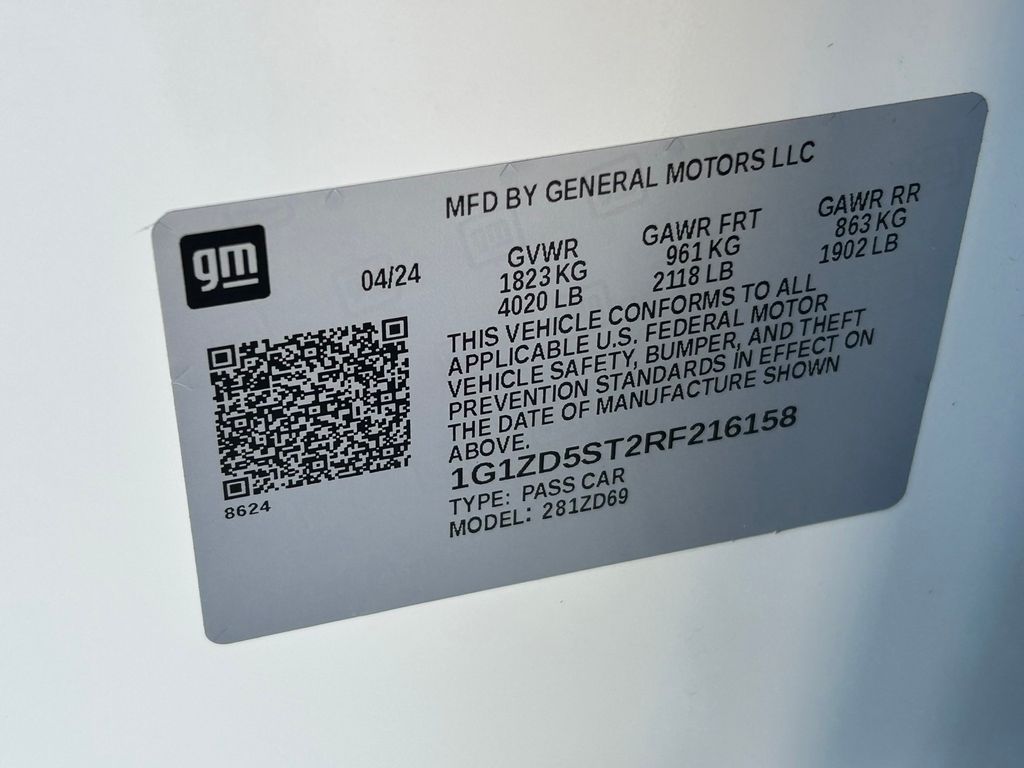 MFD BY GENERAL MOTORS LLC
gm
04/24
GVWR
1823 KG
4020 LB
GAWR FRT
961 KG
2118 LB
GAWR RR
863 KG
1902 LB
THIS VEHICLE CONFORMS TO ALL
APPLICABLE U.S. FEDERAL MOTOR
VEHICLE SAFETY, BUMPER, AND THEFT
PREVENTION STANDARDS IN EFFECT ON
THE DATE OF MANUFACTURE SHOWN
ABOVE.
1G1ZD5ST2RF216158
TYPE: PASS CAR
MODEL: 281ZD69
8624